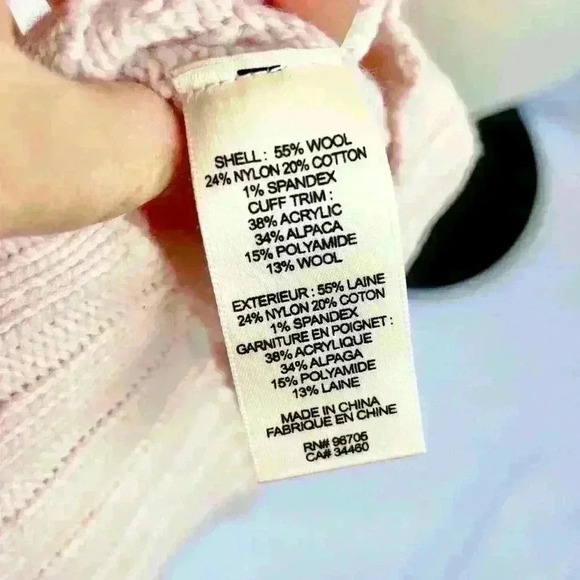 SHELL : 55% WOOL
24% NYLON 20% COTTON
1% SPANDEX
CUFF TRIM :
38% ACRYLIC
34% ALPACA
15% POLYAMIDE
13% WOOL
EXTERIEUR : 55% LAINE
24% NYLON 20% COTON
1% SPANDEX
GARNITURE EN POIGNET :
38% ACRYLIQUE
34% ALPAGA
15% POLYAMIDE
13% LAINE
MADE IN CHINA
FABRIQUE EN CHINE
RN# 96705
CA# 34460